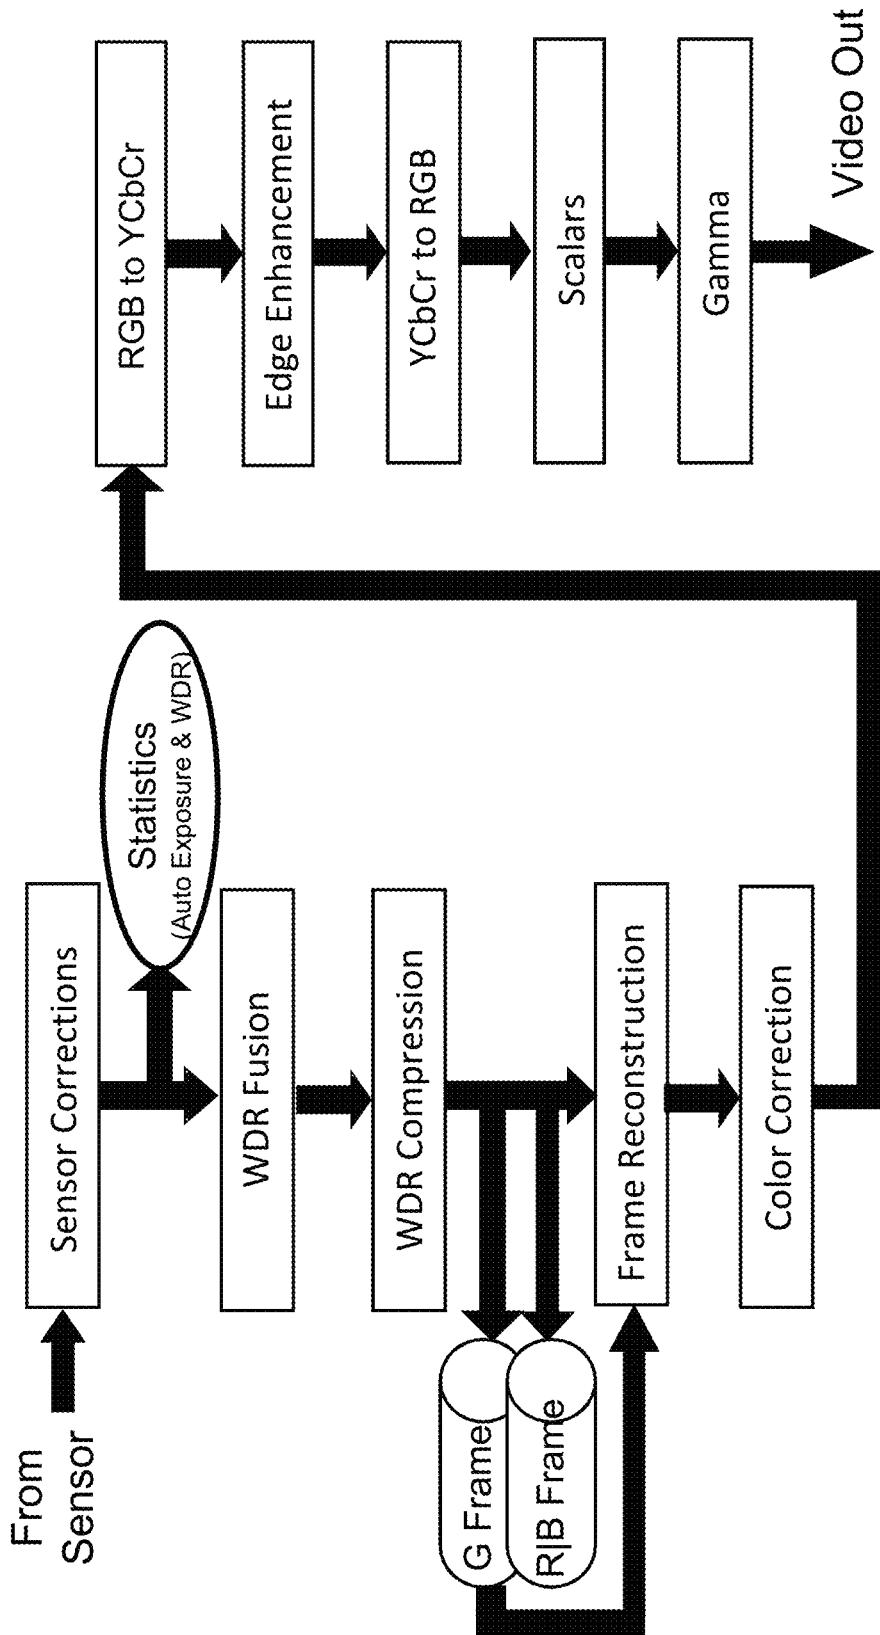 From
Sensor
Sensor Corrections
Statistics
(Auto Exposure & WDR)
WDR Fusion
WDR Compression
G Frame
R|B Frame
Frame Reconstruction
Color Correction
RGB to YCbCr
Edge Enhancement
YCbCr to RGB
Scalars
Gamma
Video Out